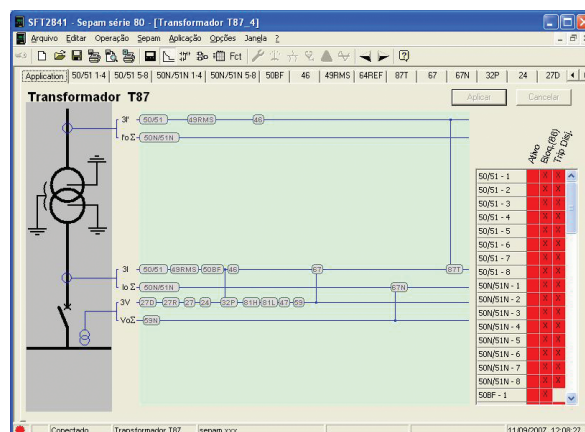 SFT2841 - Sepam série 80 - [Transformador T87_4]
Arquivo Editar Operação Sepam Aplicação Opções Janela ?
Fct
Application 50/51 1-4 50/51 5-8 50N/51N 1-4 50N/51N 5-8 50BF 46 49RMS 64REF 87T 67 67N 32P 24 27D
Transformador T87
Aplicar Cancelar
Ativo Bloq.(86) Trip Disj.
3I' 50/51 49RMS 46
I'o Σ 50N/51N
50/51 - 1 X X
50/51 - 2 X X
50/51 - 3 X X
50/51 - 4 X X
50/51 - 5 X X
50/51 - 6 X X
50/51 - 7 X X
50/51 - 8 X X
50N/51N - 1 X X
50N/51N - 2 X X
50N/51N - 3 X X
50N/51N - 4 X X
50N/51N - 5 X X
50N/51N - 6 X X
50N/51N - 7 X X
50N/51N - 8 X X
50BF - 1 X
3I 50/51 49RMS 50BF 46 67 87T
Io Σ 50N/51N 67N
3V 27D 27R 27 24 32P 81H 81L 47 59
VoΣ 59N
Conectado Transformador T87 sepam xxx 11/09/2007, 12:08:27